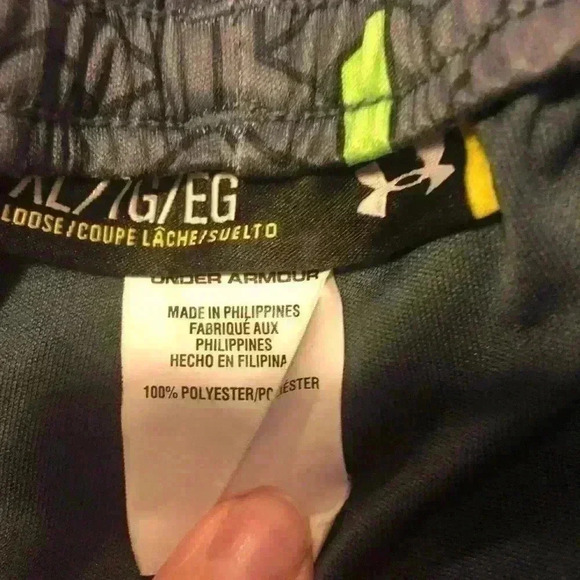 XL/TG/EG
LOOSE/COUPE LÂCHE/SUELTO
UNDER ARMOUR
MADE IN PHILIPPINES
FABRIQUÉ AUX
PHILIPPINES
HECHO EN FILIPINA
100% POLYESTER/PO ESTER